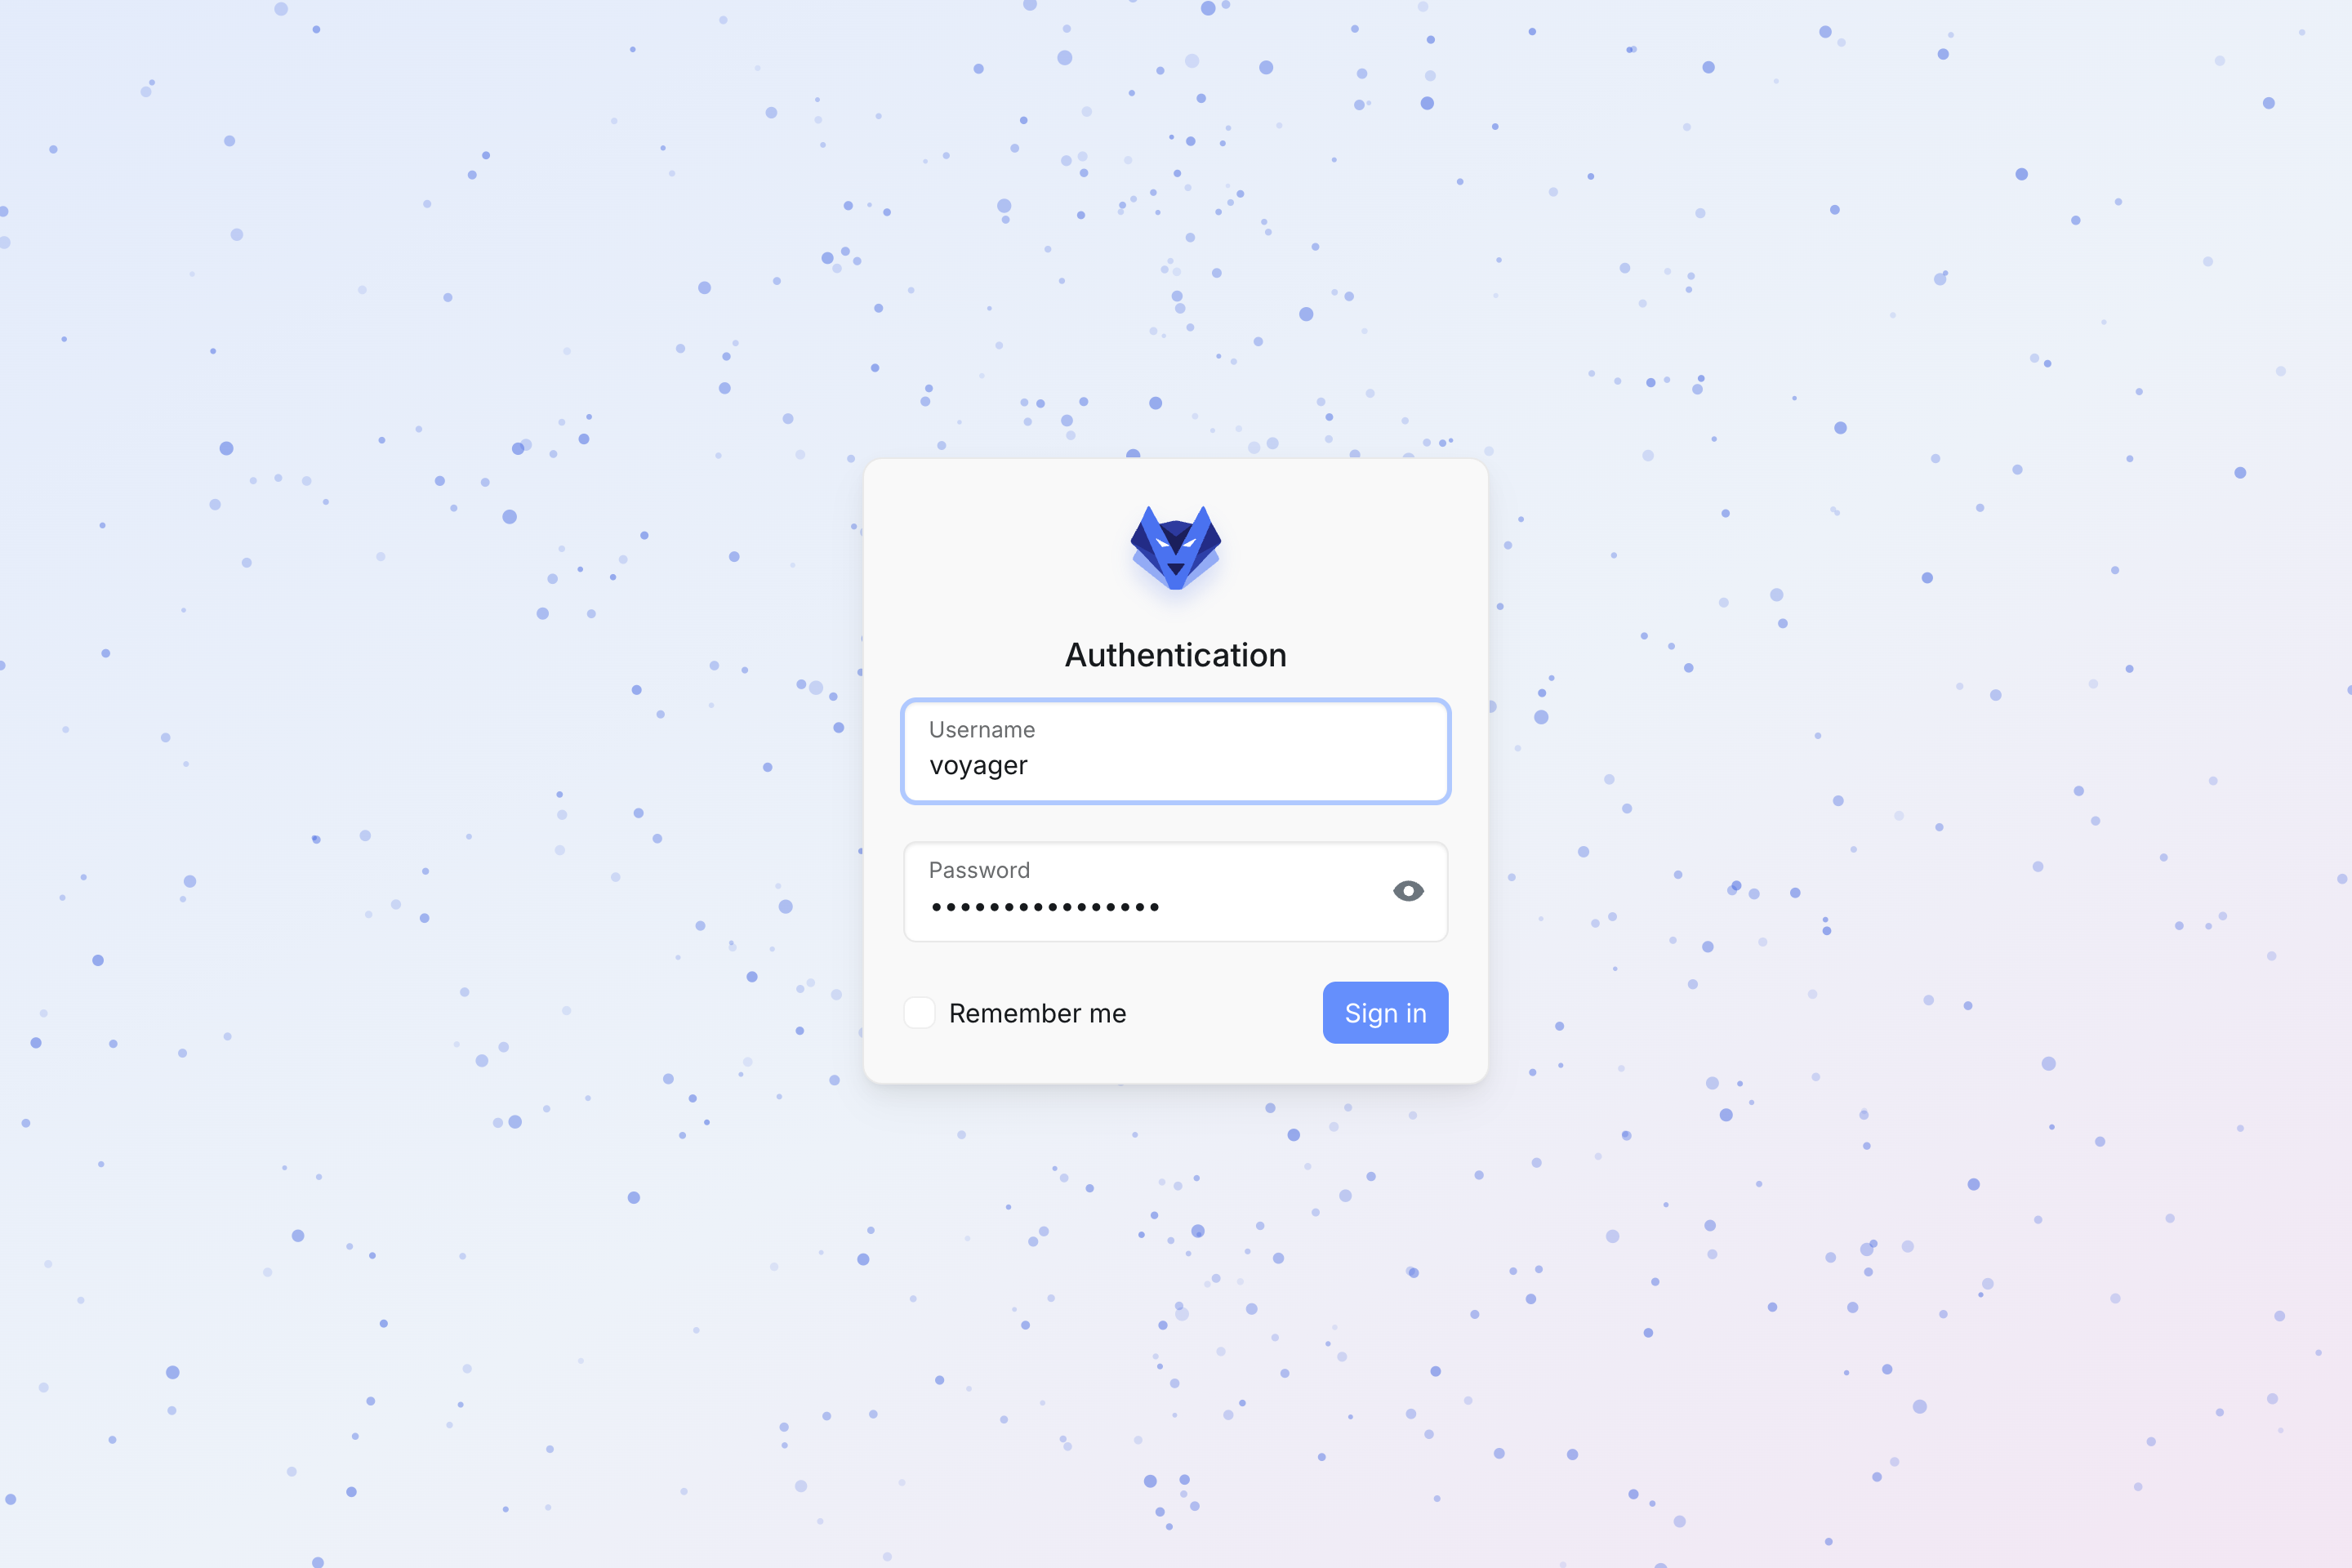 Authentication
Username
voyager
Password
••••••••••••••••
Remember me
Sign in